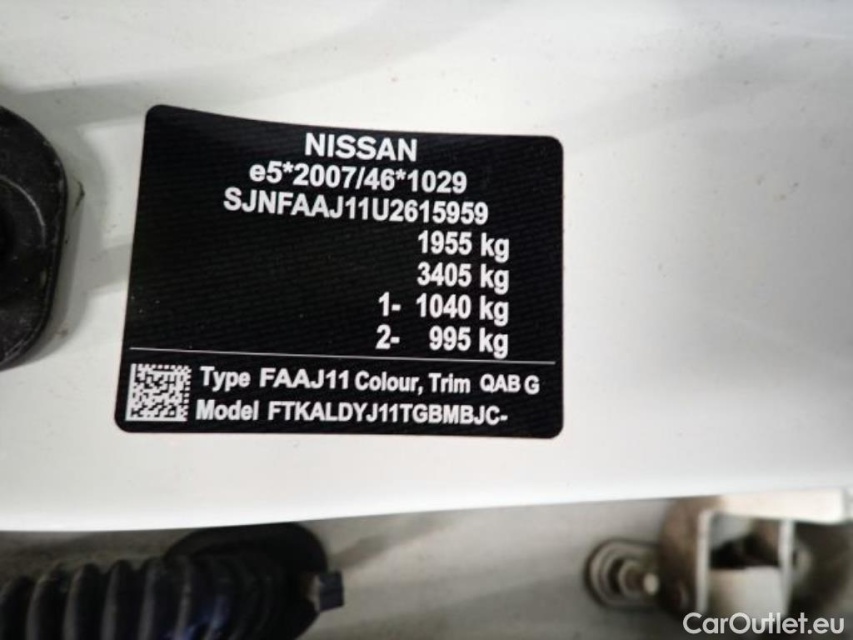 NISSAN
e5*2007/46*1029
SJNFAAJ11U2615959
1955 kg
3405 kg
1- 1040 kg
2- 995 kg
Type FAAJ11 Colour, Trim QAB G
Model FTKALDYJ11TGBMBJC-
CarOutlet.eu